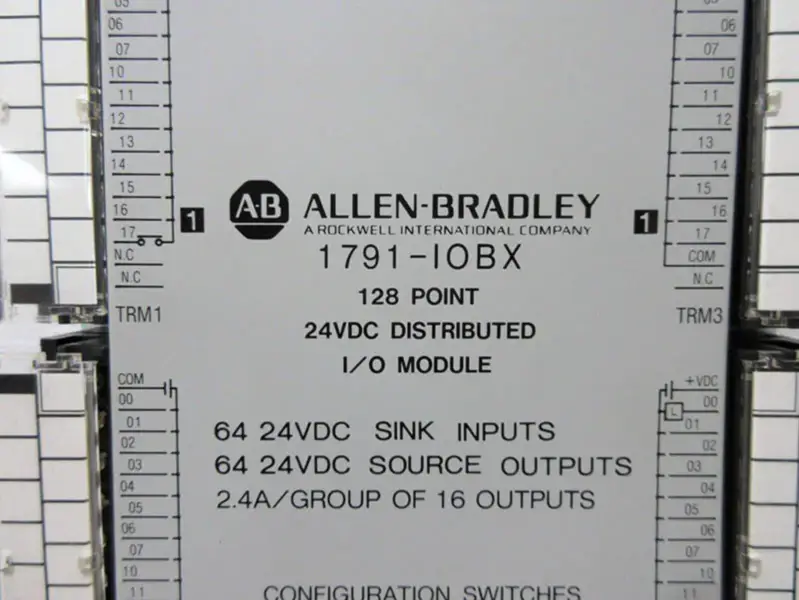 05
05
06
06
07
07
10
10
11
11
12
12
13
13
14
14
15
15
16
16
17
17
N.C
COM
N.C
N.C
1
A-B ALLEN-BRADLEY
1
A ROCKWELL INTERNATIONAL COMPANY
1791-IOBX
128 POINT
24VDC DISTRIBUTED
I/O MODULE
TRM1
TRM3
COM
+VDC
00
00
L
01
01
02
02
03
03
04
04
05
05
06
06
07
07
10
10
11
11
64 24VDC SINK INPUTS
64 24VDC SOURCE OUTPUTS
2.4A/GROUP OF 16 OUTPUTS
CONFIGURATION SWITCHES